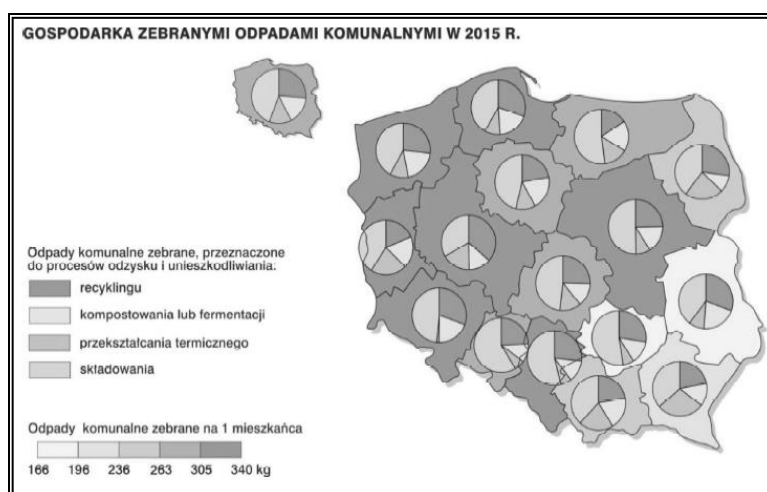 GOSPODARKA ZEBRANYMI ODPADAMI KOMUNALNYMI W 2015 R.
Odpady komunalne zebrane, przeznaczone
do procesów odzysku i unieszkodliwiania:
recyklingu
kompostowania lub fermentacji
przekształcania termicznego
składowania
Odpady komunalne zebrane na 1 mieszkańca
166 196 236 263 305 340 kg